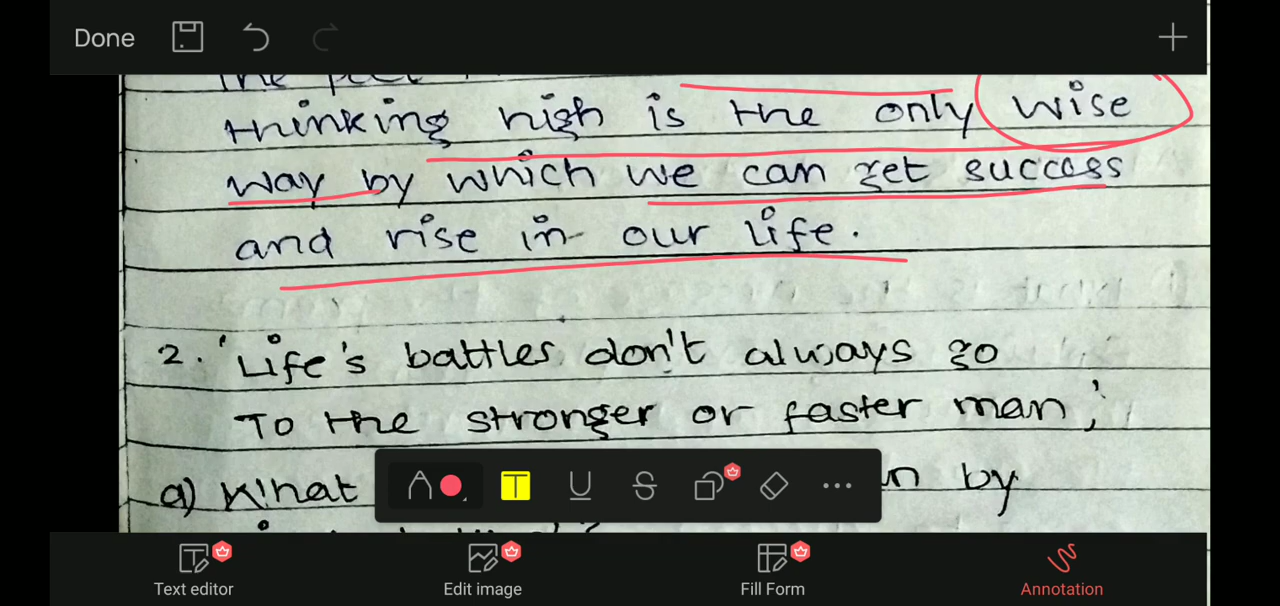 Done
thinking high is the only wise
way by which we can get success
and rise in our life.
2. 'Life's battles don't always go
To the stronger or faster man,'
a) What
by
Text editor
Edit image
Fill Form
Annotation